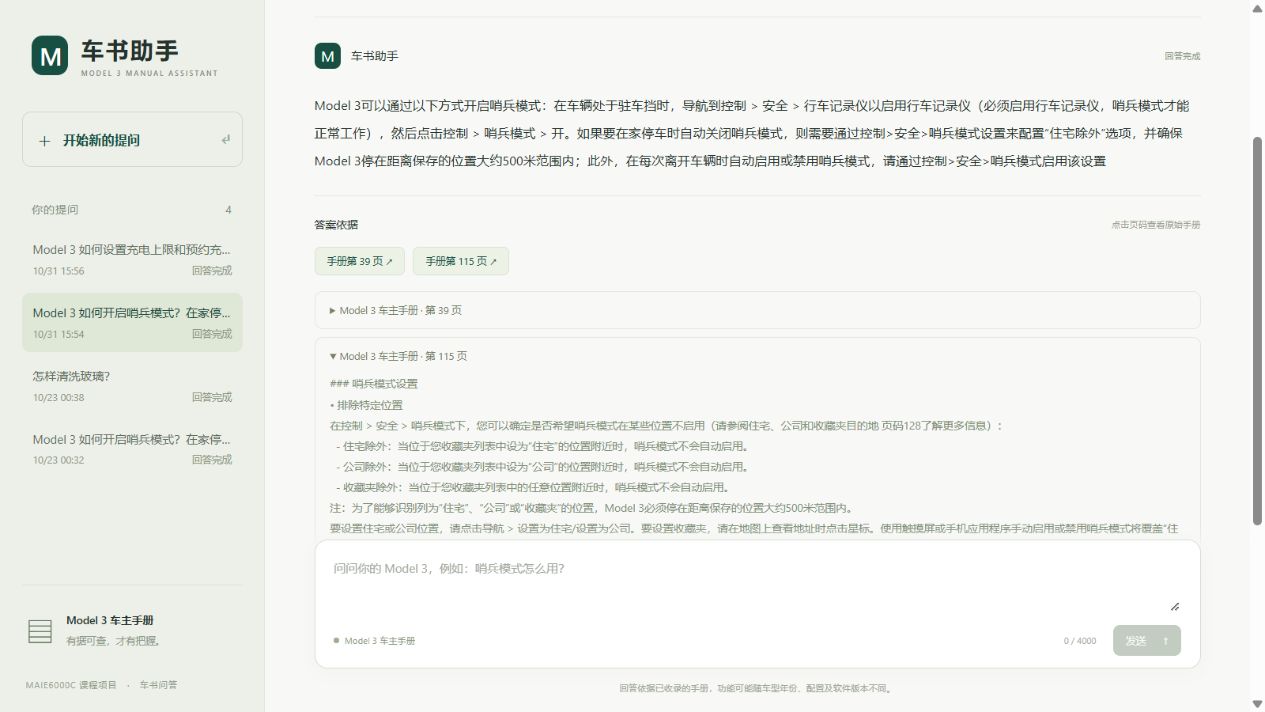 M 车书助手
MODEL 3 MANUAL ASSISTANT
+ 开始新的提问
你的提问 4
Model 3 如何设置充电上限和预约充...
10/31 15:56 回答完成
Model 3 如何开启哨兵模式？在家停...
10/31 15:54 回答完成
怎样清洗玻璃？
10/23 00:38 回答完成
Model 3 如何开启哨兵模式？在家停...
10/23 00:32 回答完成
Model 3 车主手册
有据可查，才有把握。
MAIE6000C 课程项目 · 车书问答
M 车书助手 回答完成
Model 3可以通过以下方式开启哨兵模式：在车辆处于驻车挡时，导航到控制 > 安全 > 行车记录仪以启用行车记录仪（必须启用行车记录仪，哨兵模式才能
正常工作），然后点击控制 > 哨兵模式 > 开。如果要在家停车时自动关闭哨兵模式，则需要通过控制>安全>哨兵模式设置来配置“住宅除外”选项，并确保
Model 3停在距离保存的位置大约500米范围内；此外，在每次离开车辆时自动启用或禁用哨兵模式，请通过控制>安全>哨兵模式启用该设置
答案依据 点击页码查看原始手册
手册第 39 页 ↗ 手册第 115 页 ↗
▶ Model 3 车主手册 · 第 39 页
▼ Model 3 车主手册 · 第 115 页
### 哨兵模式设置
• 排除特定位置
在控制 > 安全 > 哨兵模式下，您可以确定是否希望哨兵模式在某些位置不启用（请参阅住宅、公司和收藏夹目的地 页码128了解更多信息）：
- 住宅除外：当位于您收藏夹列表中设为“住宅”的位置附近时，哨兵模式不会自动启用。
- 公司除外：当位于您收藏夹列表中设为“公司”的位置附近时，哨兵模式不会自动启用。
- 收藏夹除外：当位于您收藏夹列表中的任意位置附近时，哨兵模式不会自动启用。
注：为了能够识别列为“住宅”、“公司”或“收藏夹”的位置，Model 3必须停在距离保存的位置大约500米范围内。
要设置住宅或公司位置，请点击导航 > 设置为住宅/设置为公司。要设置收藏夹，请在地图上查看地址时点击星标。使用触摸屏或手机应用程序手动启用或禁用哨兵模式将覆盖“住
问问你的 Model 3，例如：哨兵模式怎么用？
Model 3 车主手册 0 / 4000 发送 ↑
回答依据已收录的手册，功能可能随车型年份、配置及软件版本不同。